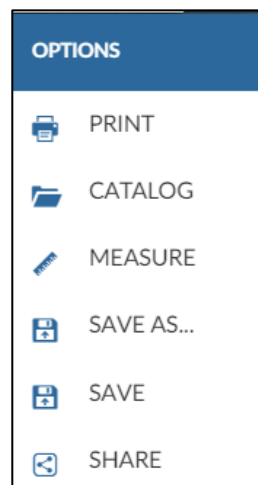 OPTIONS
PRINT
CATALOG
MEASURE
SAVE AS...
SAVE
SHARE